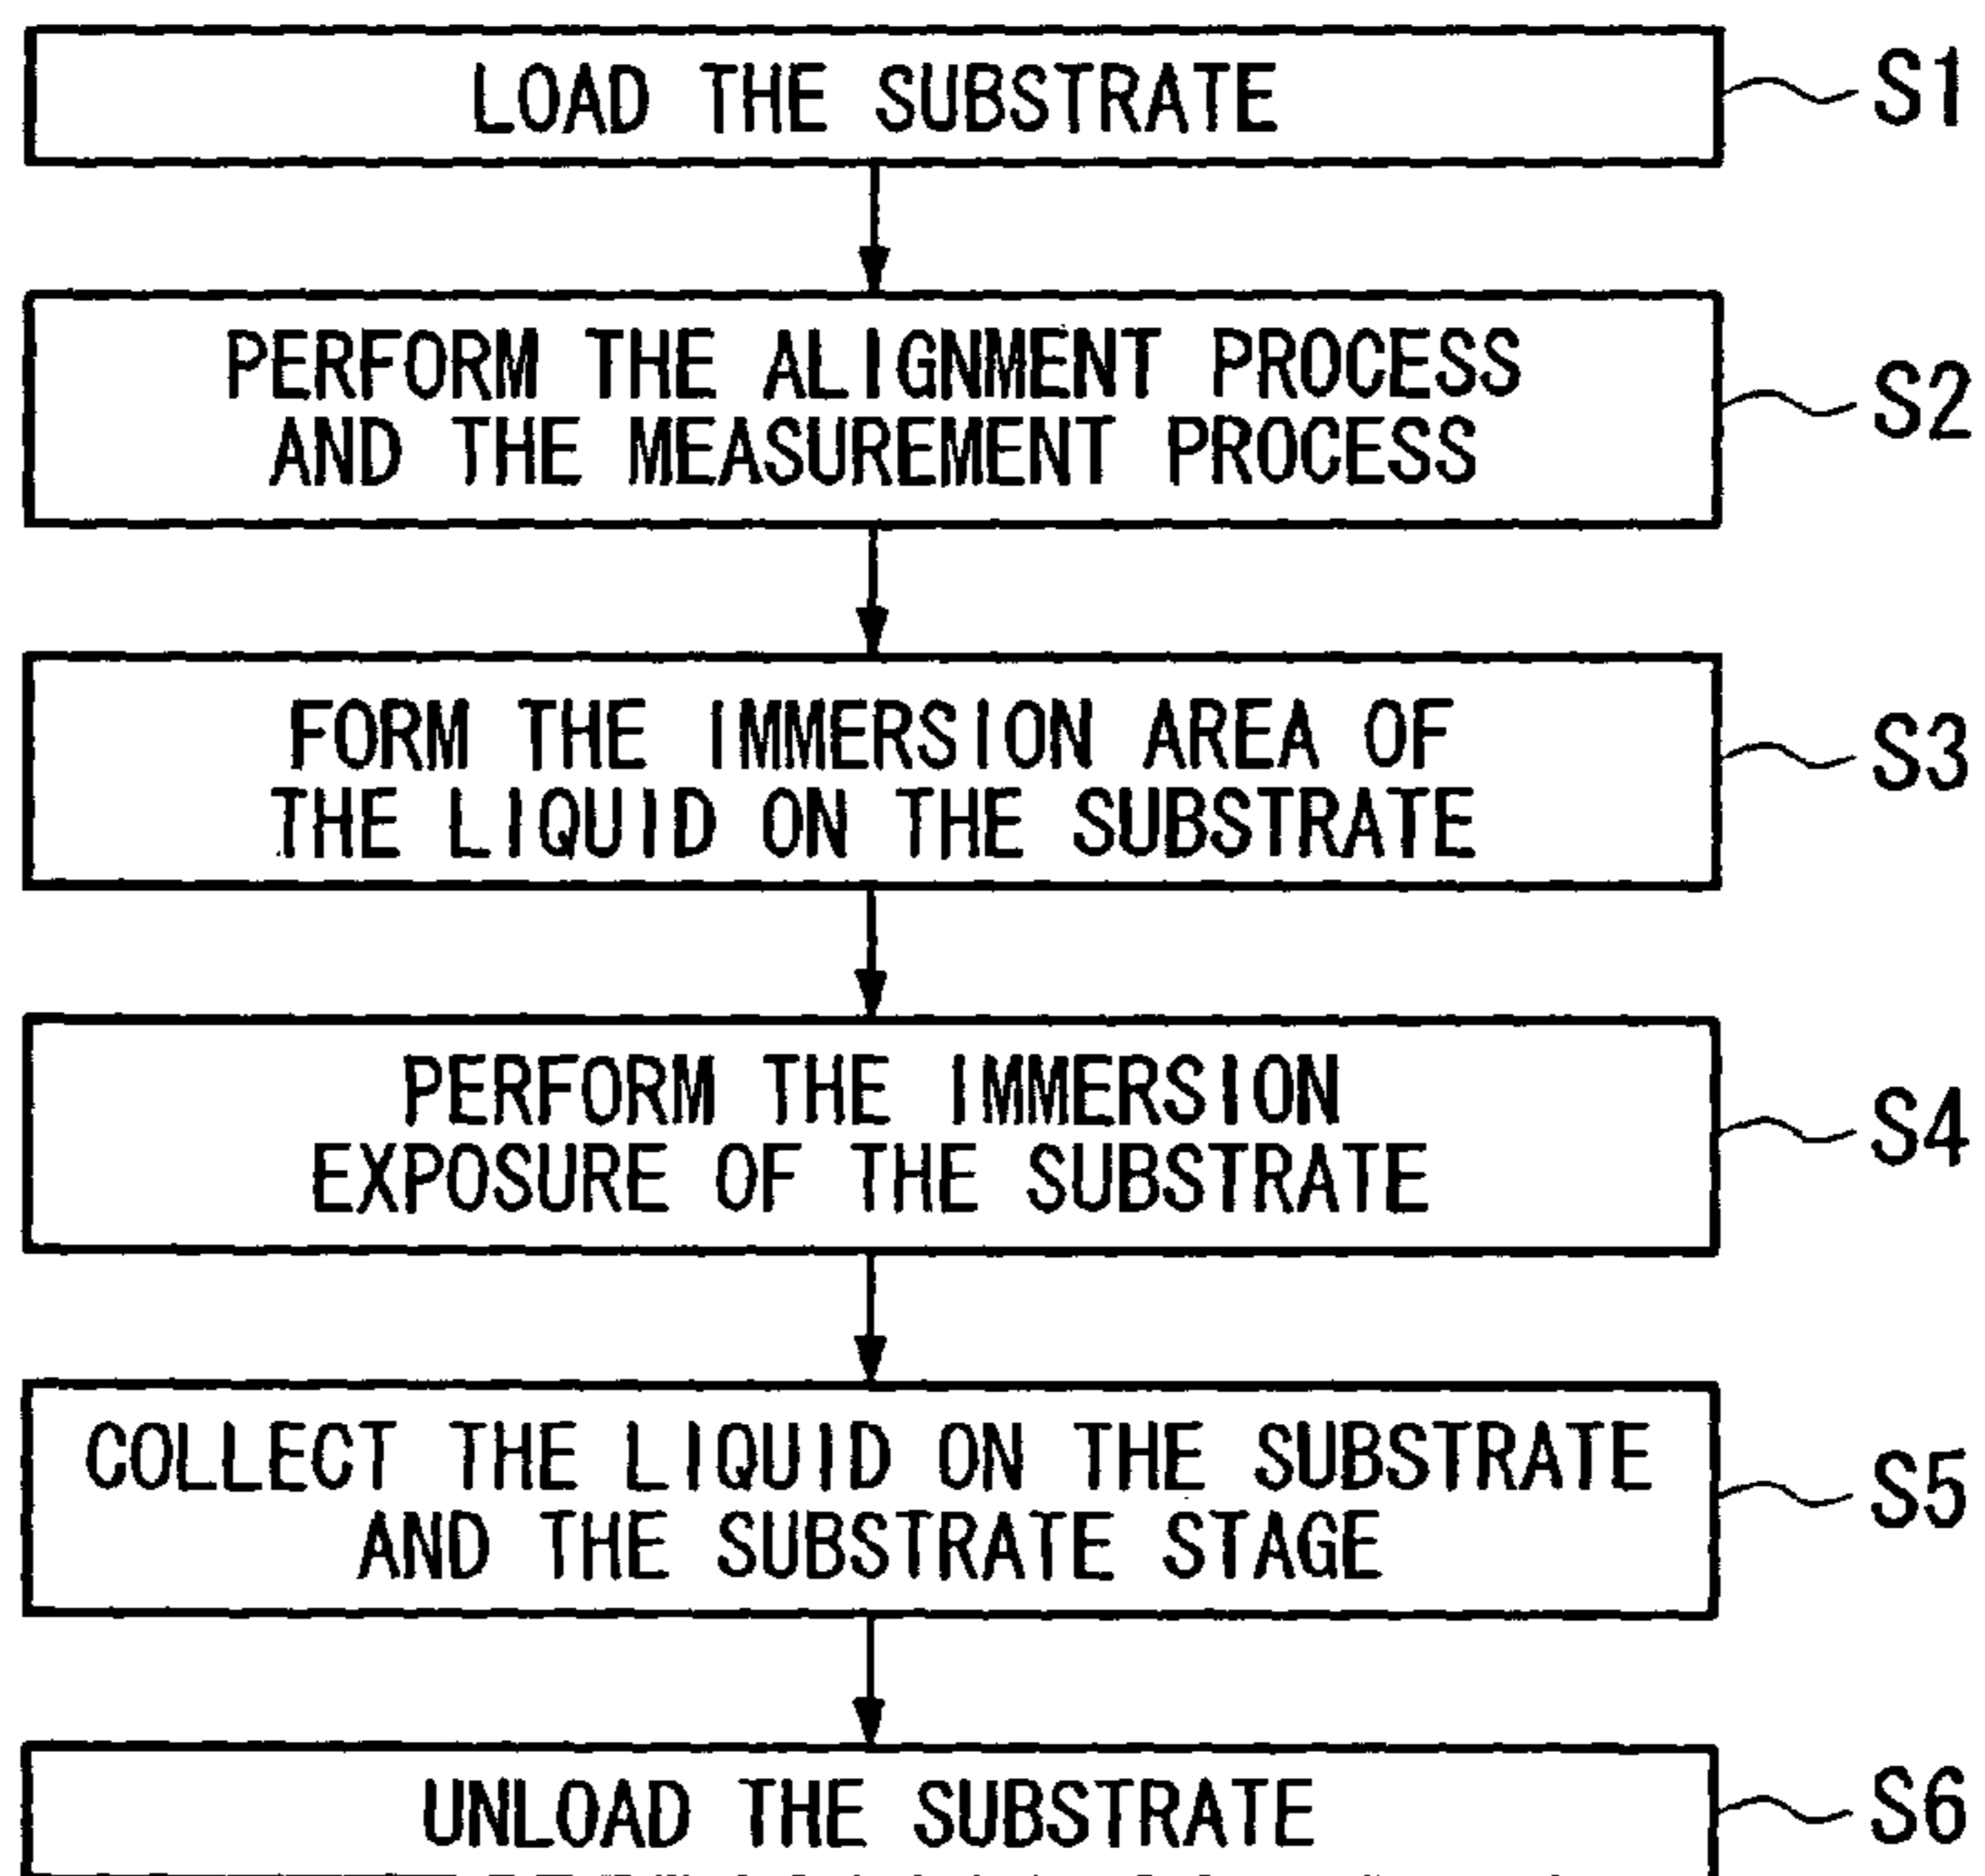 LOAD THE SUBSTRATE
S1
PERFORM THE ALIGNMENT PROCESS
AND THE MEASUREMENT PROCESS
S2
FORM THE IMMERSION AREA OF
THE LIQUID ON THE SUBSTRATE
S3
PERFORM THE IMMERSION
EXPOSURE OF THE SUBSTRATE
S4
COLLECT THE LIQUID ON THE SUBSTRATE
AND THE SUBSTRATE STAGE
S5
UNLOAD THE SUBSTRATE
S6